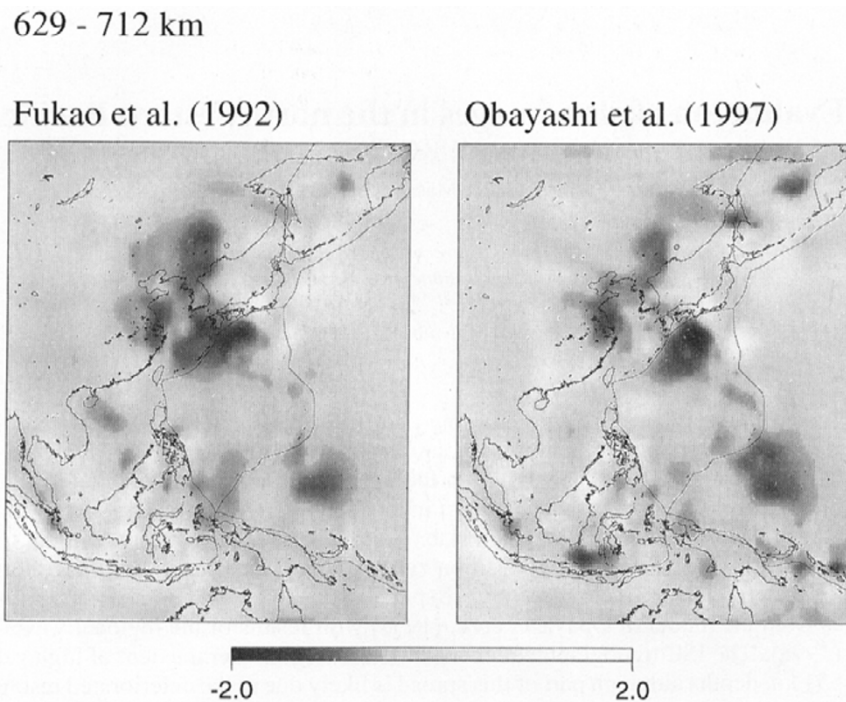 629 - 712 km
Fukao et al. (1992)
Obayashi et al. (1997)
-2.0
2.0